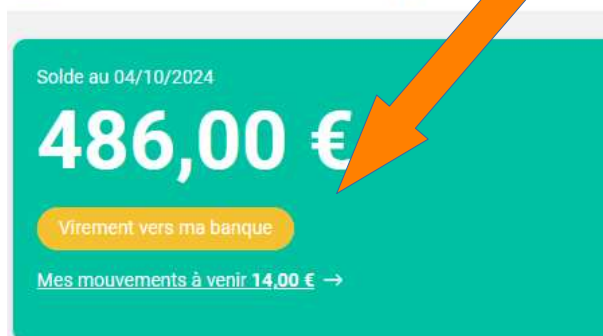 Solde au 04/10/2024
486,00 €
Virement vers ma banque
Mes mouvements à venir 14,00 € →